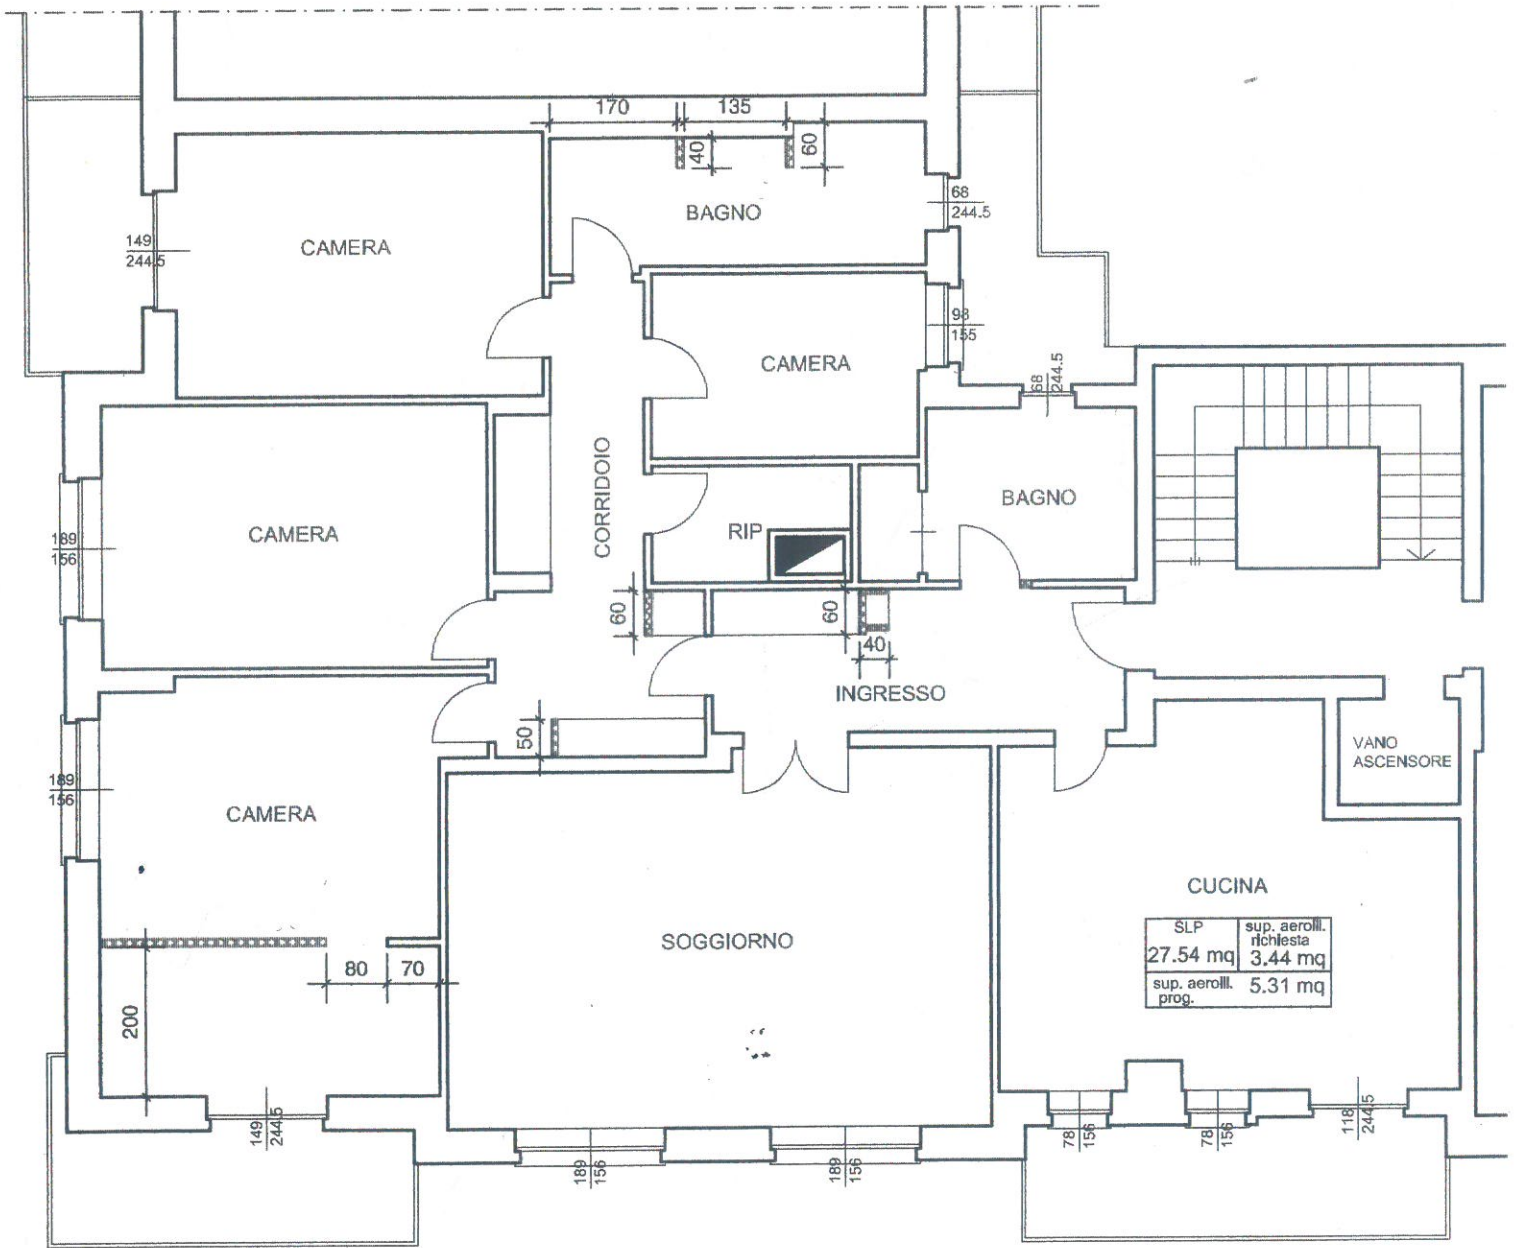 170
135
40
60
BAGNO
68
244.5
CAMERA
149
244.5
98
155
CAMERA
68
244.5
CORRIDOIO
BAGNO
RIP
CAMERA
189
156
60
60
40
INGRESSO
50
VANO
ASCENSORE
189
156
CAMERA
CUCINA
SLP
27.54 mq
sup. aeroill.
richiesta
3.44 mq
sup. aeroill.
prog.
5.31 mq
SOGGIORNO
80
70
200
149
244.5
189
156
189
156
78
156
78
156
118
244.5